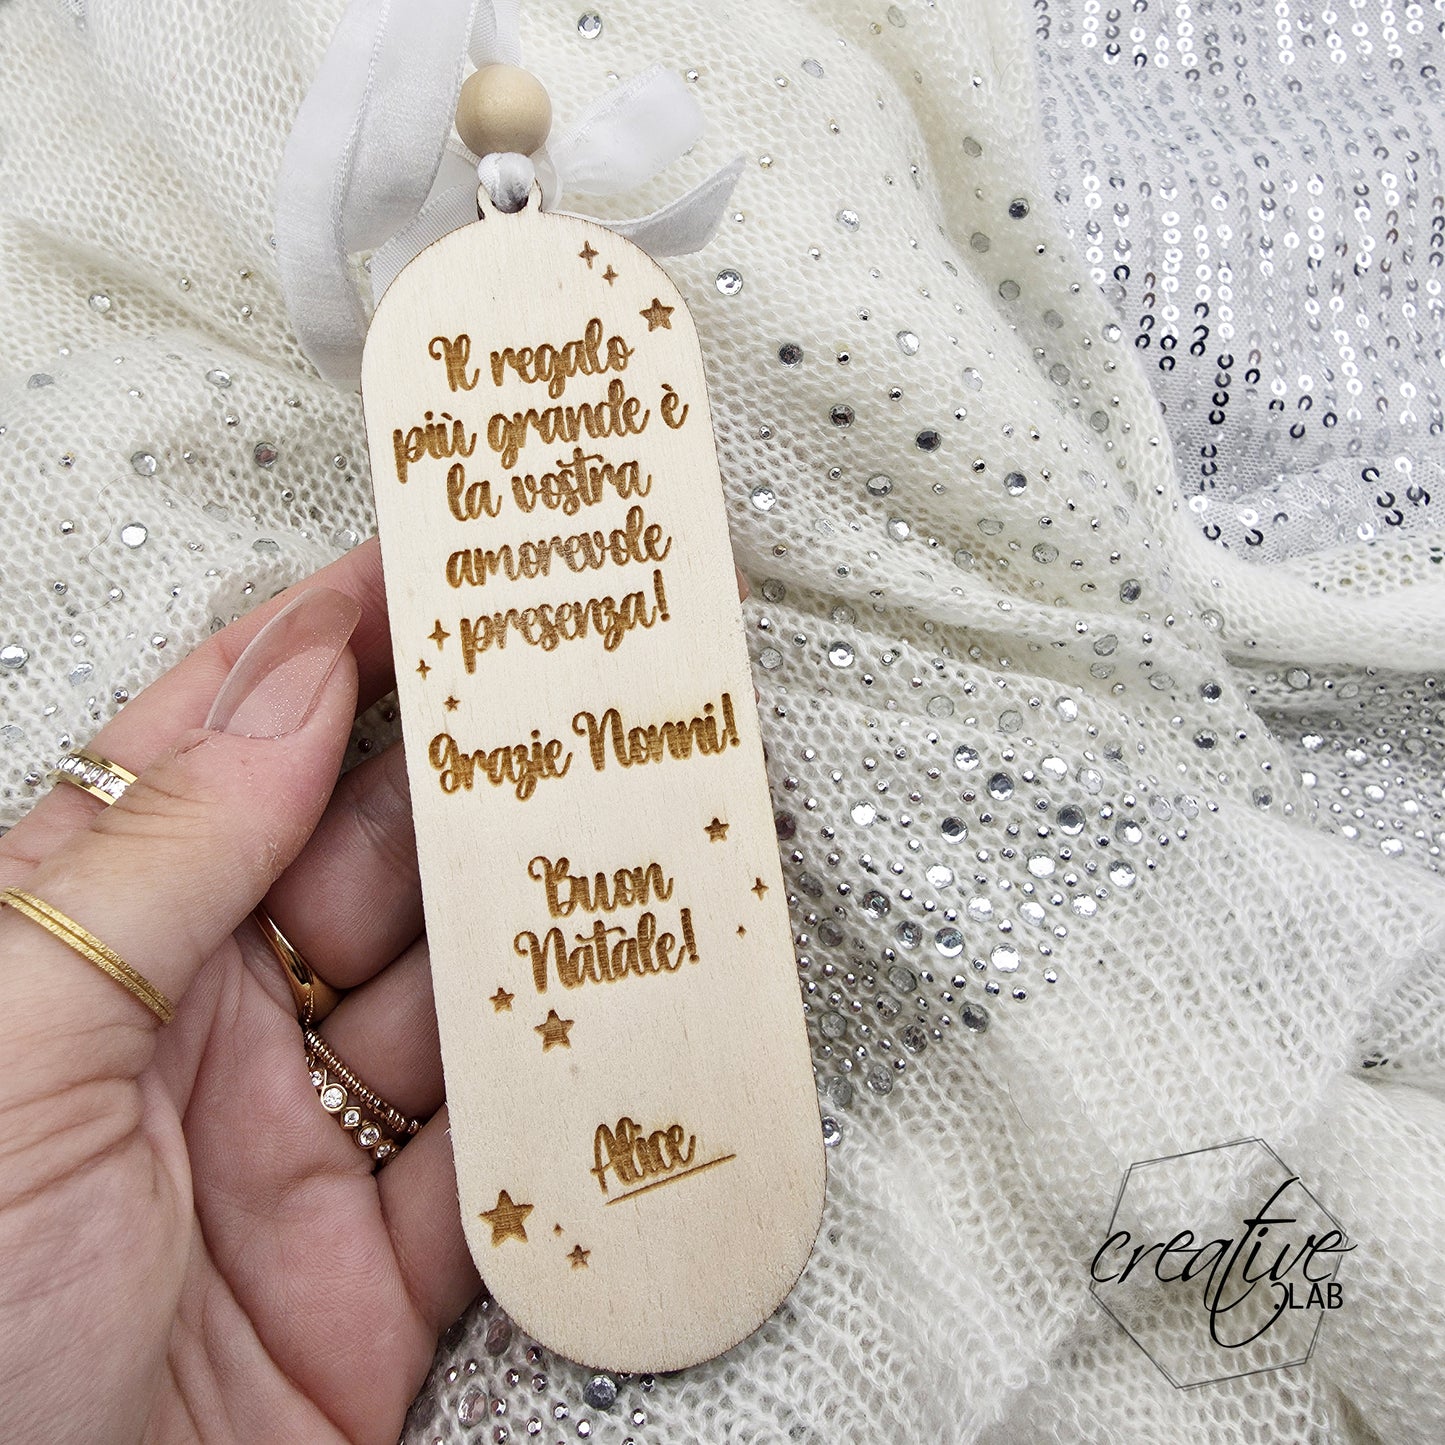 Il regalo
più grande è
la vostra
amorevole
presenza!
Grazie Nonni!
Buon
Natale!
Alice
creative
.LAB